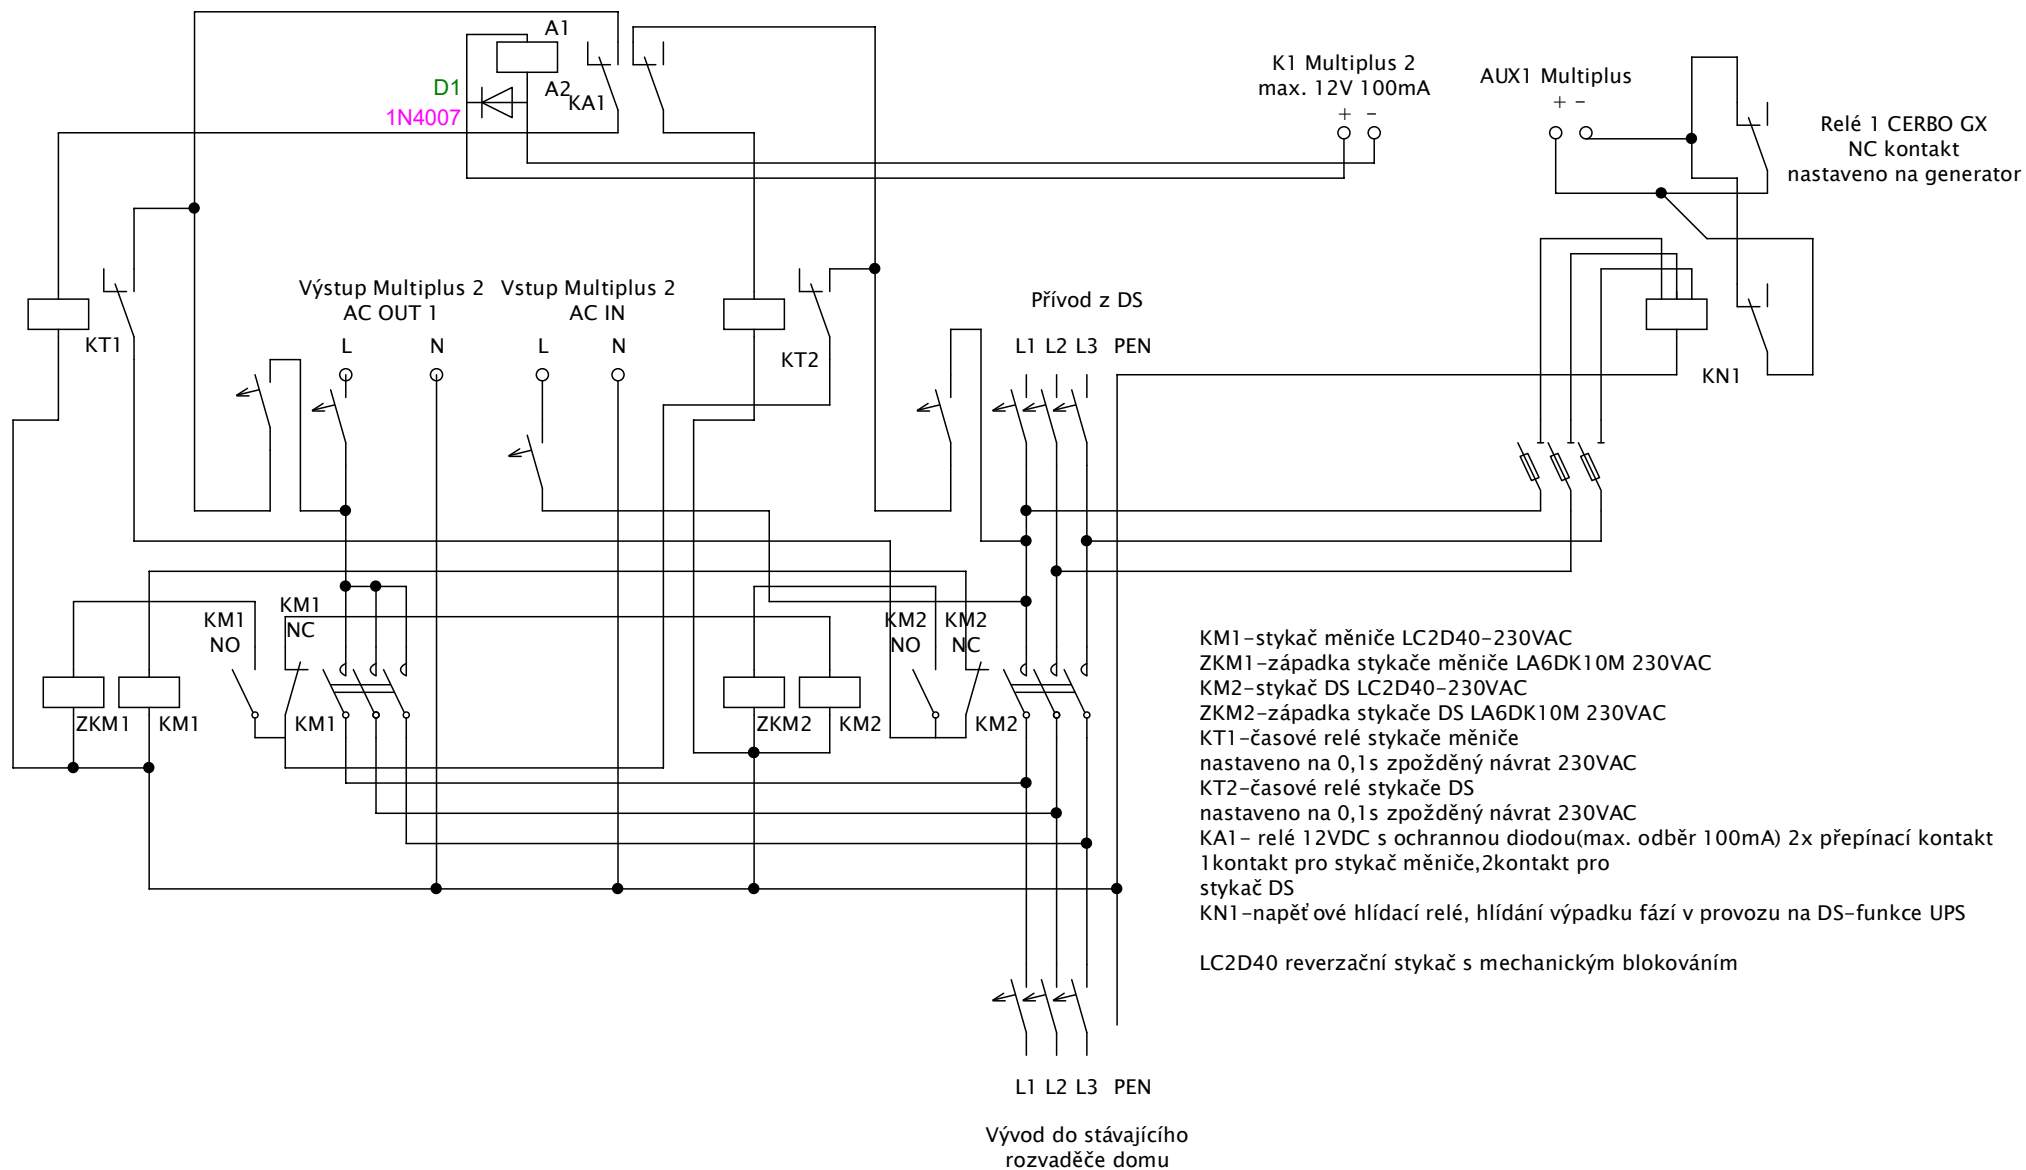 A1
A2
KA1
D1
1N4007
K1 Multiplus 2
max. 12V 100mA
+ −
AUX1 Multiplus
+ −
Relé 1 CERBO GX
NC kontakt
nastaveno na generator
KT1
Výstup Multiplus 2
AC OUT 1
L N
Vstup Multiplus 2
AC IN
L N
KT2
Přívod z DS
L1 L2 L3 PEN
KN1
KM1
NO
KM1
NC
KM2
NO
KM2
NC
ZKM1
KM1
KM1
ZKM2
KM2
KM2
KM1-stykač měniče LC2D40-230VAC
ZKM1-západka stykače měniče LA6DK10M 230VAC
KM2-stykač DS LC2D40-230VAC
ZKM2-západka stykače DS LA6DK10M 230VAC
KT1-časové relé stykače měniče
nastaveno na 0,1s zpožděný návrat 230VAC
KT2-časové relé stykače DS
nastaveno na 0,1s zpožděný návrat 230VAC
KA1- relé 12VDC s ochrannou diodou(max. odběr 100mA) 2x přepínací kontakt
1kontakt pro stykač měniče,2kontakt pro
stykač DS
KN1-napěťové hlídací relé, hlídání výpadku fází v provozu na DS-funkce UPS
LC2D40 reverzační stykač s mechanickým blokováním
L1 L2 L3 PEN
Vývod do stávajícího
rozvaděče domu